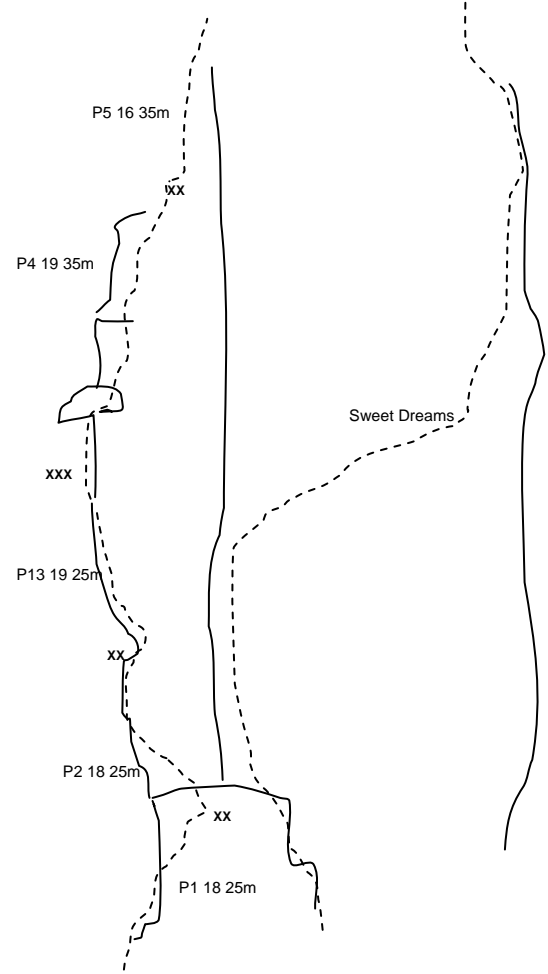 P5 16 35m
XX
P4 19 35m
Sweet Dreams
XXX
P13 19 25m
XX
P2 18 25m
XX
P1 18 25m